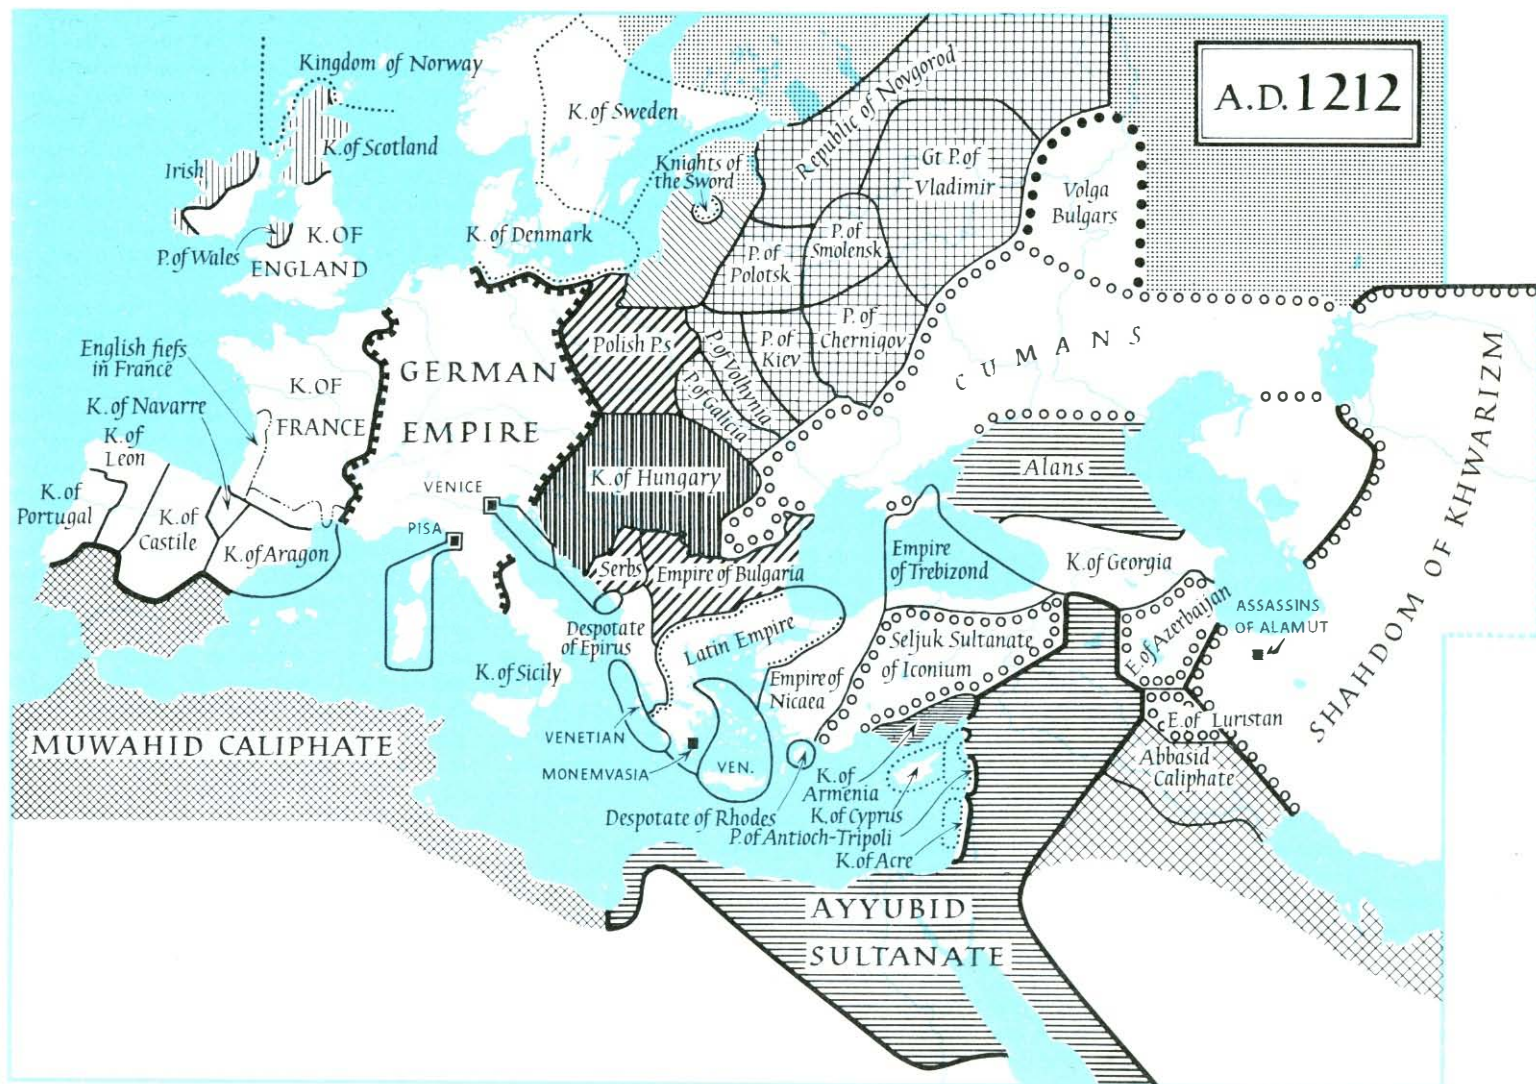 A.D. 1212
Kingdom of Norway
K. of Sweden
K. of Scotland
Irish
Knights of
the Sword
Republic of Novgorod
Gt P. of
Vladimir
Volga
Bulgars
P. of Wales
K. OF
ENGLAND
K. of Denmark
P. of
Polotsk
P. of
Smolensk
English fiefs
in France
K. of Navarre
K. OF
FRANCE
GERMAN
EMPIRE
Polish P.s
P. of Volhynia
P. of Galicia
P. of
Kiev
P. of
Chernigov
CUMANS
K. of
Leon
K. of
Portugal
K. of
Castile
K. of Aragon
VENICE
PISA
K. of Hungary
Alans
SHAHDOM OF KHWARIZM
Serbs
Empire of Bulgaria
Empire
of Trebizond
K. of Georgia
E. of Azerbaijan
ASSASSINS
OF ALAMUT
Despotate
of Epirus
Latin Empire
Seljuk Sultanate
of Iconium
K. of Sicily
Empire of
Nicaea
E. of Luristan
MUWAHID CALIPHATE
VENETIAN
MONEMVASIA
VEN.
Abbasid
Caliphate
Despotate of Rhodes
K. of
Armenia
K. of Cyprus
P. of Antioch-Tripoli
K. of Acre
AYYUBID
SULTANATE